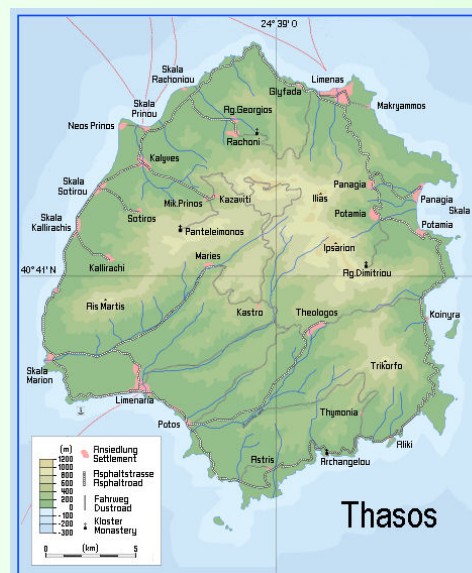 24° 39' O
Skala
Rachoniou
Limenas
Glyfada
Skala
Prinou
Ag.Georgios
Makryammos
Neos Prinos
Rachoni
Kalyves
Panagia
Skala
Sotirou
Mik.Prinos
Kazaviti
Ilias
Panagia
Skala
Potamia
Skala
Kallirachis
Sotiros
Panteleimonos
Potamia
Ipsarion
Maries
Kallirachi
Ag.Dimitriou
40° 41' N
Ais Martis
Kastro
Theologos
Koinyra
Skala
Marion
Trikorfo
Limenaria
Potos
Thymonia
Aliki
Astris
Archangelou
Thasos
(m)
1200
1000
800
600
400
200
0
-100
-200
-300
Ansiedlung
Settlement
Asphaltstrasse
Asphaltroad
Fahrweg
Dustroad
Kloster
Monastery
0
5
(km)